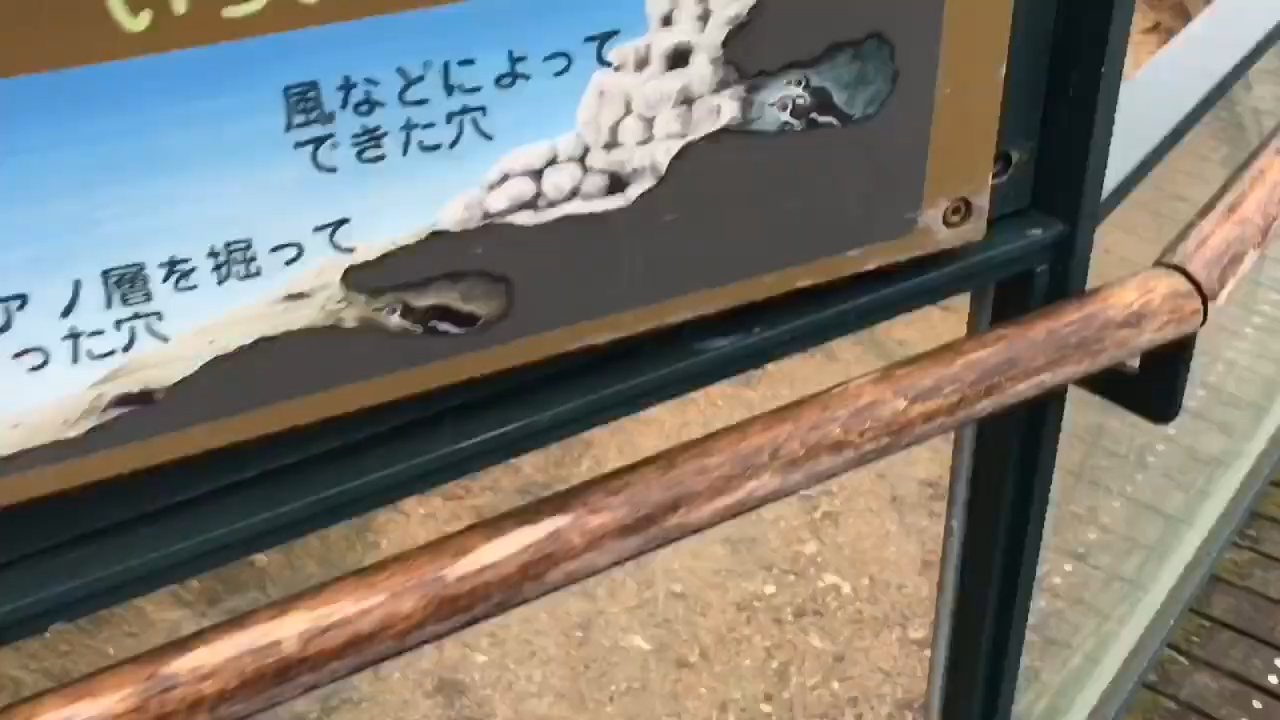 風などによって
できた穴
アノ層を掘って
った穴